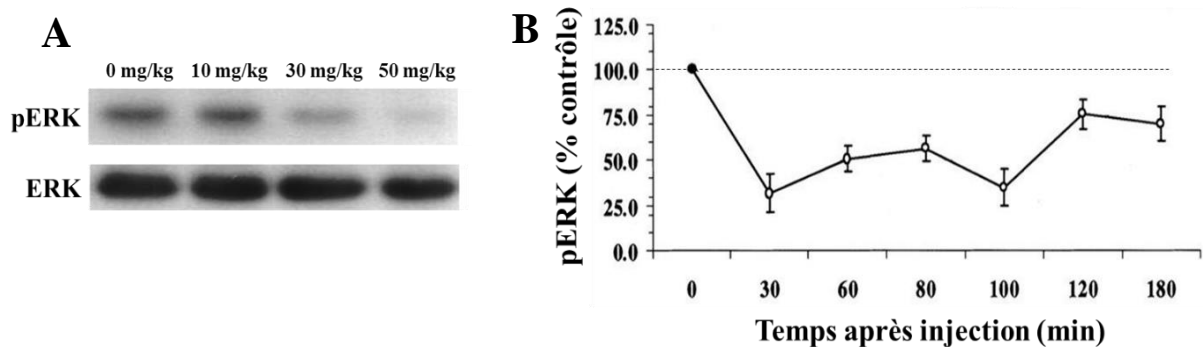 A
0 mg/kg 10 mg/kg 30 mg/kg 50 mg/kg
pERK
ERK
B
pERK (% contrôle)
125.0
100.0
75.0
50.0
25.0
0.0
0 30 60 80 100 120 180
Temps après injection (min)